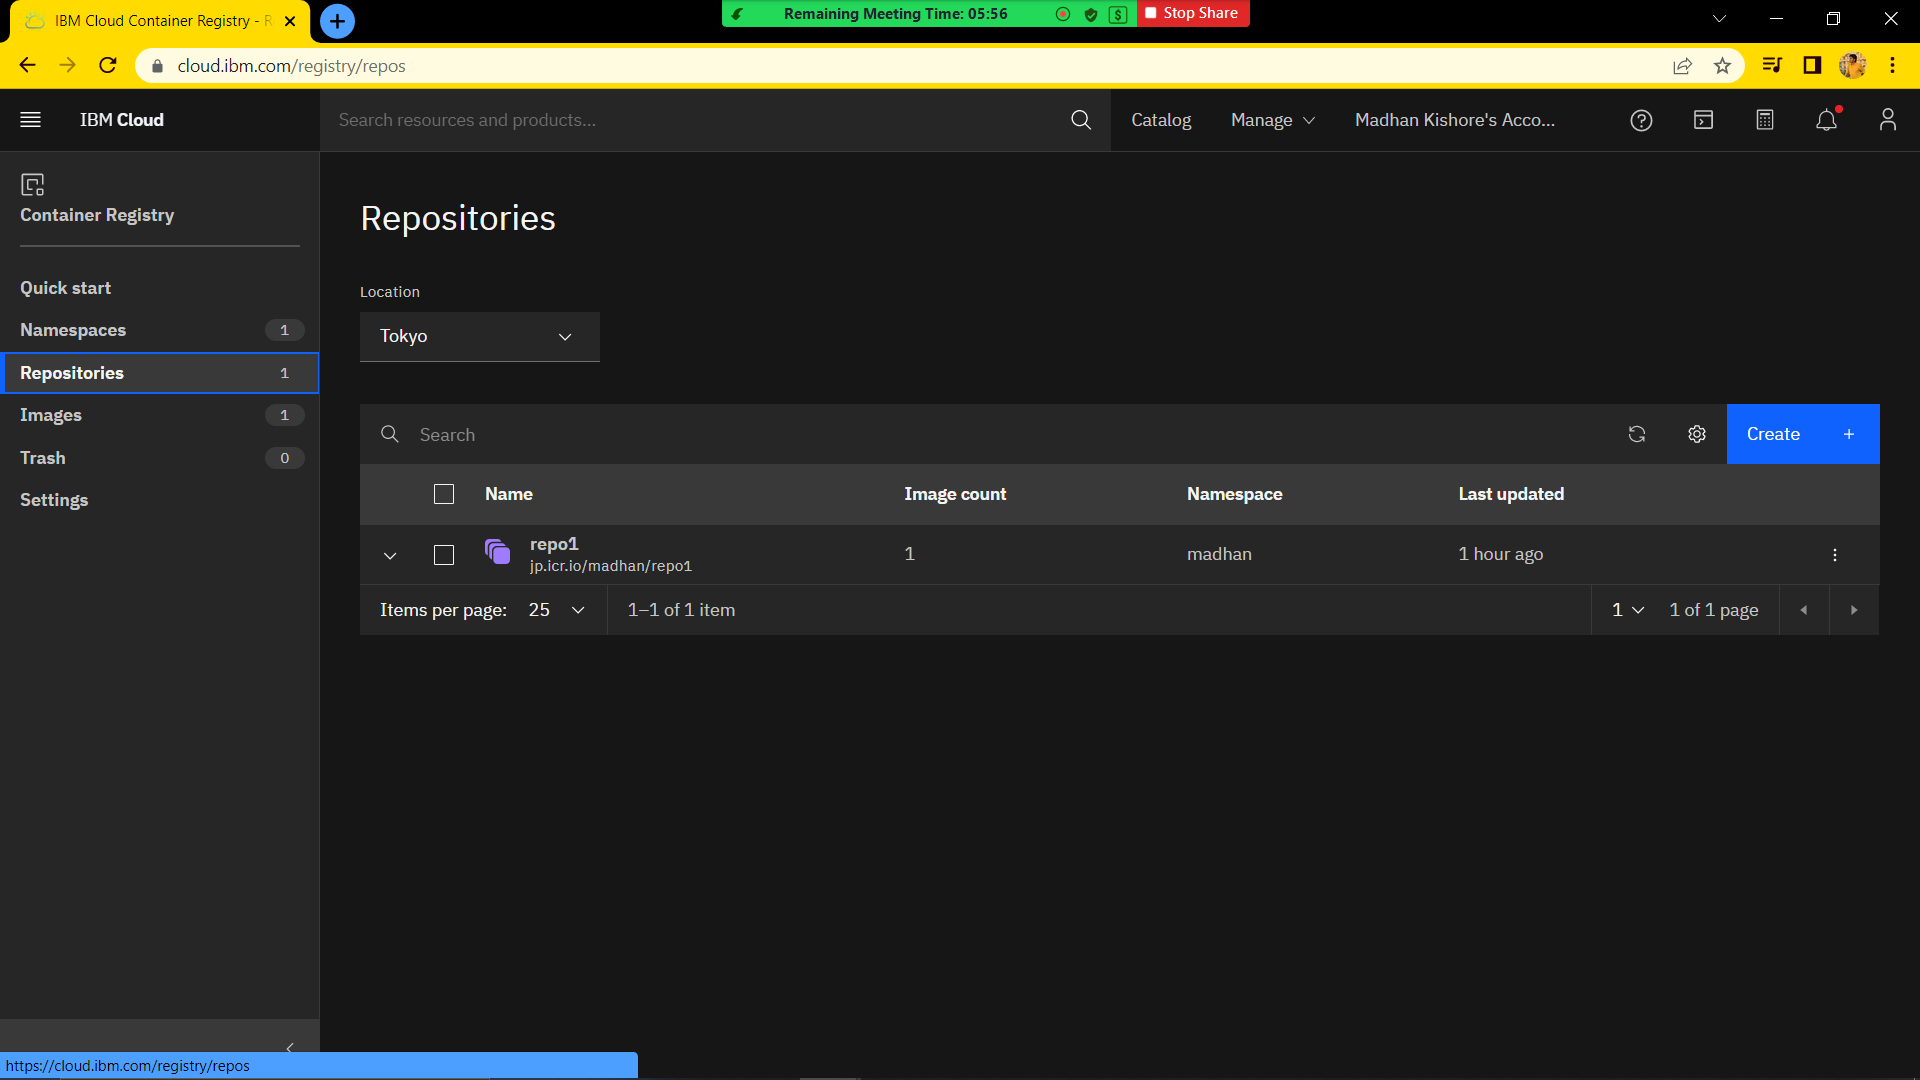 IBM Cloud Container Registry - R
Remaining Meeting Time: 05:56
$
Stop Share
cloud.ibm.com/registry/repos
IBM Cloud
Search resources and products...
Catalog
Manage
Madhan Kishore's Acco...
Container Registry
Quick start
Namespaces 1
Repositories 1
Images 1
Trash 0
Settings
Repositories
Location
Tokyo
Search
Create +
Name Image count Namespace Last updated
repo1 1 madhan 1 hour ago
jp.icr.io/madhan/repo1
Items per page: 25 1–1 of 1 item 1 1 of 1 page
https://cloud.ibm.com/registry/repos